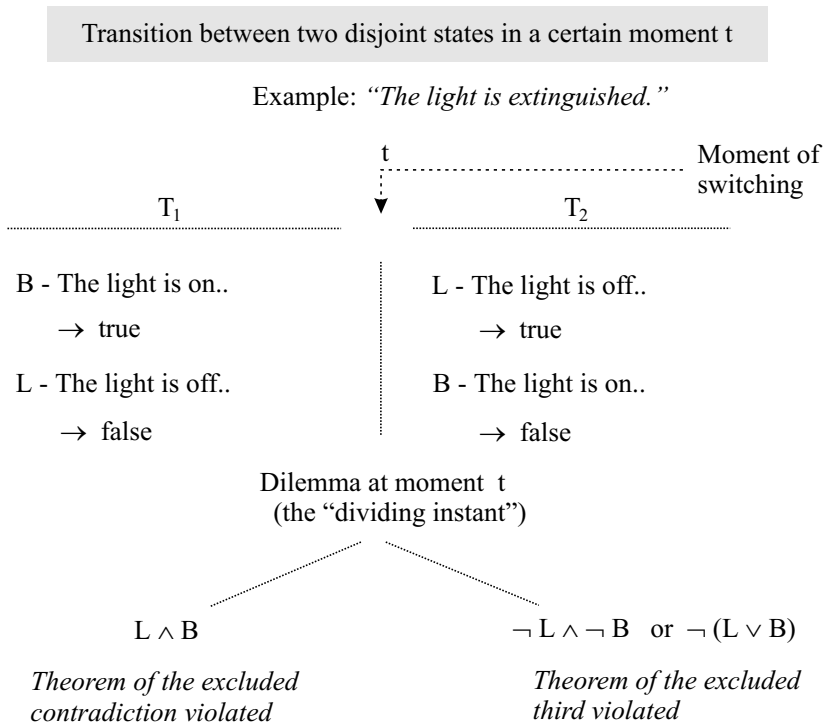 Transition between two disjoint states in a certain moment t
Example: “The light is extinguished.”
t
Moment of
switching
T₁
T₂
B - The light is on..
→ true
L - The light is off..
→ false
L - The light is off..
→ true
B - The light is on..
→ false
Dilemma at moment t
(the “dividing instant”)
L ∧ B
Theorem of the excluded
contradiction violated
¬ L ∧ ¬ B or ¬ (L ∨ B)
Theorem of the excluded
third violated